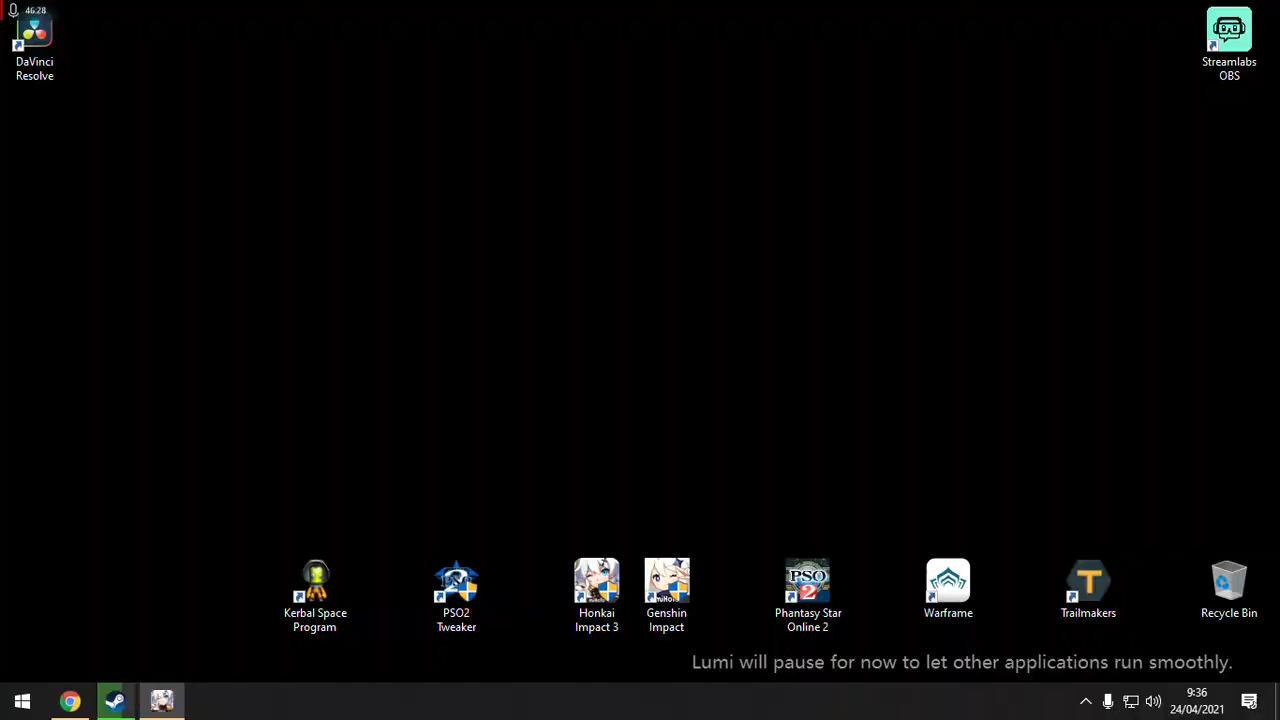 46:28
DaVinci
Resolve
Streamlabs
OBS
Kerbal Space
Program
PSO2
Tweaker
Honkai
Impact 3
Genshin
Impact
PSO
2
Phantasy Star
Online 2
Warframe
T
Trailmakers
Recycle Bin
Lumi will pause for now to let other applications run smoothly.
9:36
24/04/2021